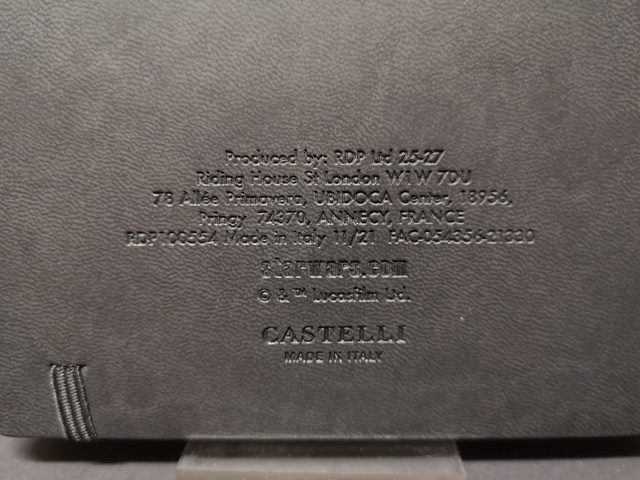 Produced by: RDP Ltd 25-27
Riding House St London W1W 7DU
78 Allée Primavera, UBIDOCA Center, 18956,
Pringy 74370, ANNECY, FRANCE
RDP100554 Made in Italy 11/21 FAC-054356-21330
starwars.com
© & ™ Lucasfilm Ltd.
CASTELLI
MADE IN ITALY